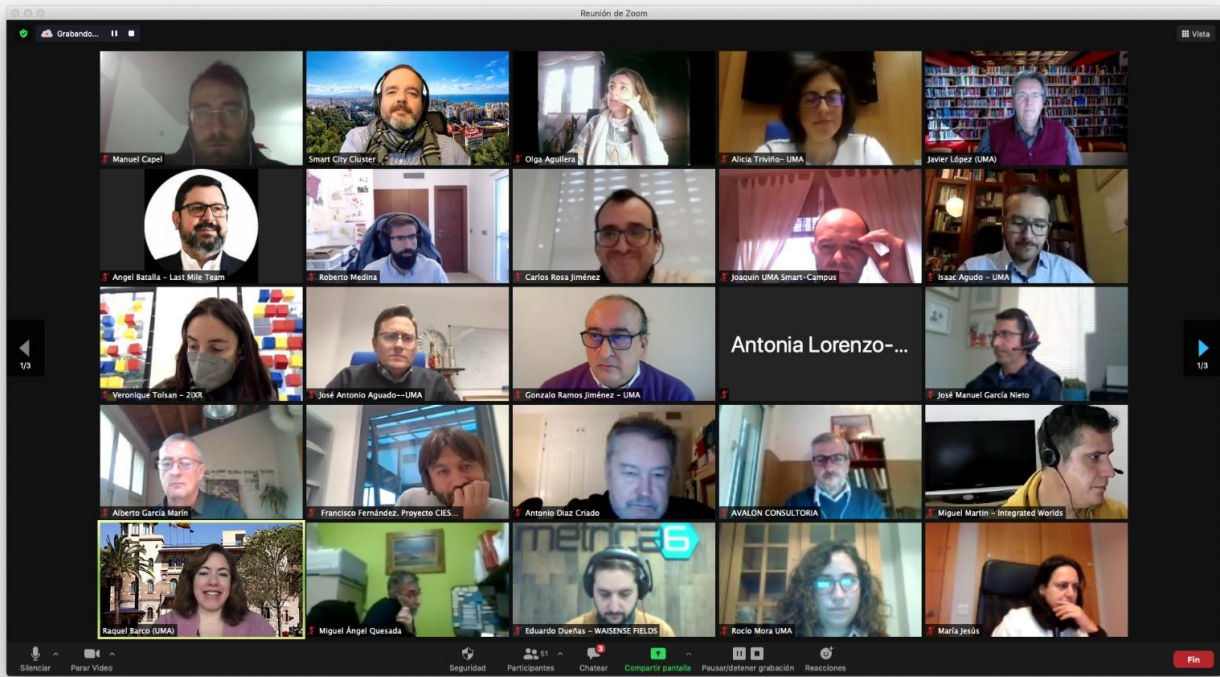 Reunión de Zoom
Grabando...
Vista
Manuel Capel
Smart City Cluster
Olga Aguilera
Alicia Triviño- UMA
Javier López (UMA)
Angel Batalla - Last Mile Team
Roberto Medina
Carlos Rosa Jiménez
Joaquin UMA Smart-Campus
Isaac Agudo - UMA
Antonia Lorenzo-...
1/3
1/3
Veronique Tolsan - 2IXR
José Antonio Aguado--UMA
Gonzalo Ramos Jiménez - UMA
José Manuel García Nieto
Alberto García Marín
Francisco Fernández. Proyecto CIES...
Antonio Diaz Criado
AVALON CONSULTORIA
Miguel Martin - Integrated Worlds
metrica6
Raquel Barco (UMA)
Miguel Ángel Quesada
Eduardo Dueñas - WAISENSE FIELDS
Rocío Mora UMA
María Jesús
51
3
Silenciar
Parar Video
Seguridad
Participantes
Chatear
Compartir pantalla
Pausar/detener grabación
Reacciones
Fin